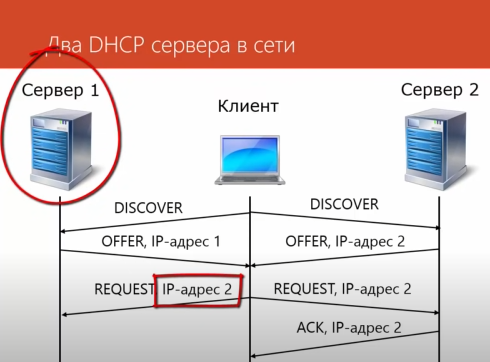 Два DHCP сервера в сети
Сервер 1
Клиент
Сервер 2
DISCOVER
DISCOVER
OFFER, IP-адрес 1
OFFER, IP-адрес 2
REQUEST, IP-адрес 2
REQUEST, IP-адрес 2
ACK, IP-адрес 2